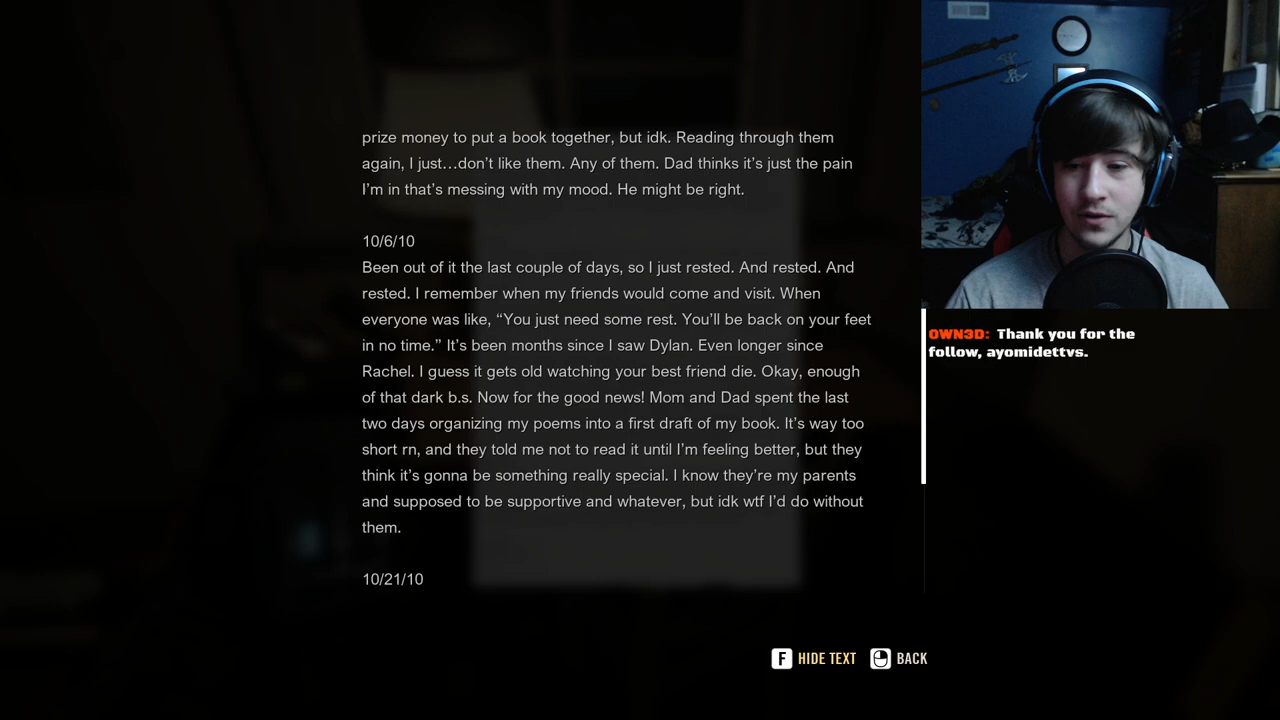 prize money to put a book together, but idk. Reading through them
again, I just…don’t like them. Any of them. Dad thinks it’s just the pain
I’m in that’s messing with my mood. He might be right.
10/6/10
Been out of it the last couple of days, so I just rested. And rested. And
rested. I remember when my friends would come and visit. When
everyone was like, “You just need some rest. You’ll be back on your feet
in no time.” It’s been months since I saw Dylan. Even longer since
Rachel. I guess it gets old watching your best friend die. Okay, enough
of that dark b.s. Now for the good news! Mom and Dad spent the last
two days organizing my poems into a first draft of my book. It’s way too
short rn, and they told me not to read it until I’m feeling better, but they
think it’s gonna be something really special. I know they’re my parents
and supposed to be supportive and whatever, but idk wtf I’d do without
them.
10/21/10
OWN3D: Thank you for the
follow, ayomidettvs.
F HIDE TEXT BACK